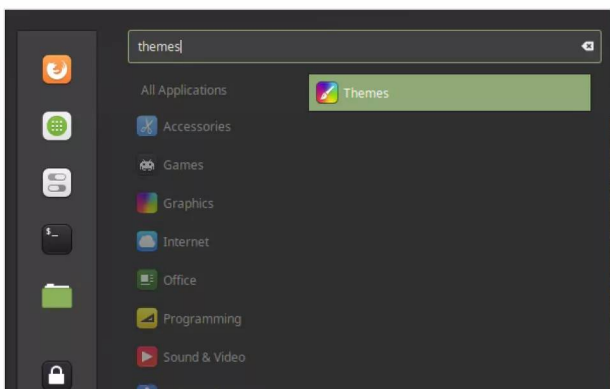 themes
All Applications
Themes
Accessories
Games
Graphics
$_
Internet
Office
Programming
Sound & Video